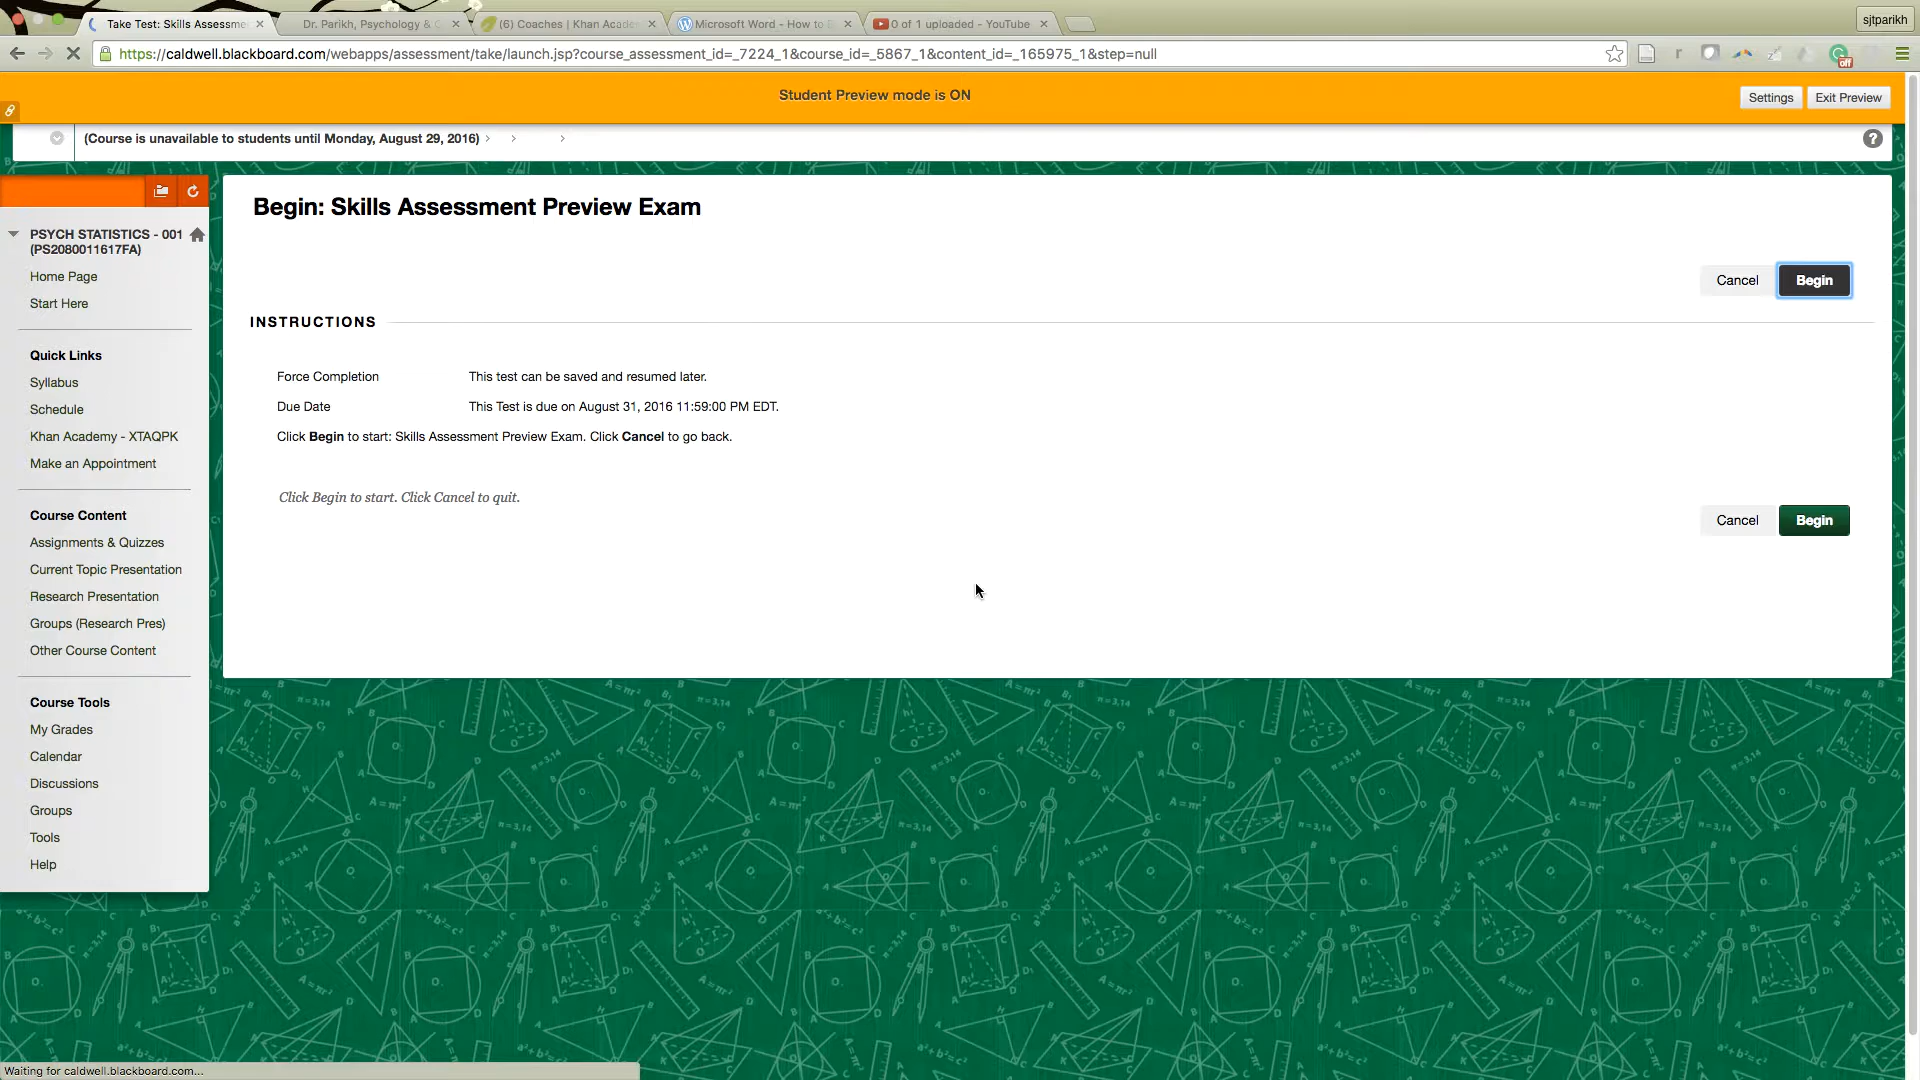 Take Test: Skills Assessme
Dr. Parikh, Psychology &
(6) Coaches | Khan Acade
Microsoft Word - How to
0 of 1 uploaded - YouTube
sjtparikh
https://caldwell.blackboard.com/webapps/assessment/take/launch.jsp?course_assessment_id=_7224_1&course_id=_5867_1&content_id=_165975_1&step=null
off
Student Preview mode is ON
Settings
Exit Preview
(Course is unavailable to students until Monday, August 29, 2016)
?
PSYCH STATISTICS - 001
(PS2080011617FA)
Home Page
Start Here
Quick Links
Syllabus
Schedule
Khan Academy - XTAQPK
Make an Appointment
Course Content
Assignments & Quizzes
Current Topic Presentation
Research Presentation
Groups (Research Pres)
Other Course Content
Course Tools
My Grades
Calendar
Discussions
Groups
Tools
Help
Begin: Skills Assessment Preview Exam
Cancel
Begin
INSTRUCTIONS
Force Completion This test can be saved and resumed later.
Due Date This Test is due on August 31, 2016 11:59:00 PM EDT.
Click Begin to start: Skills Assessment Preview Exam. Click Cancel to go back.
Click Begin to start. Click Cancel to quit.
Cancel
Begin
Waiting for caldwell.blackboard.com...